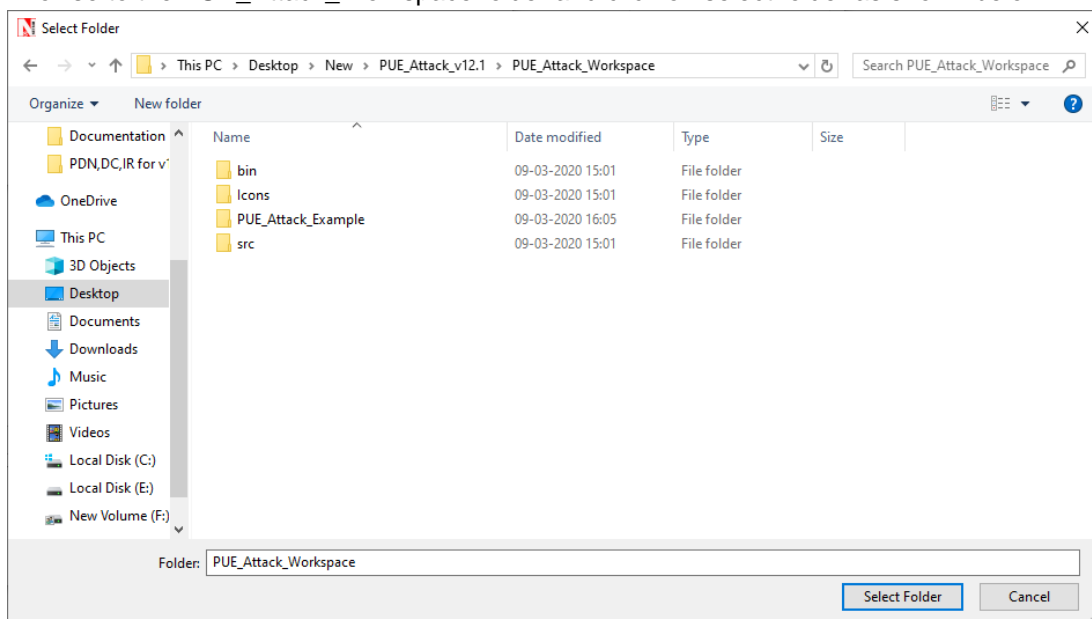 Select Folder
This PC > Desktop > New > PUE_Attack_v12.1 > PUE_Attack_Workspace
Search PUE_Attack_Workspace
Organize
New folder
Name
Date modified
Type
Size
Documentation
PDN,DC,IR for
OneDrive
This PC
3D Objects
Desktop
Documents
Downloads
Music
Pictures
Videos
Local Disk (C:)
Local Disk (E:)
New Volume (F:)
bin 09-03-2020 15:01 File folder
Icons 09-03-2020 15:01 File folder
PUE_Attack_Example 09-03-2020 16:05 File folder
src 09-03-2020 15:01 File folder
Folder: PUE_Attack_Workspace
Select Folder
Cancel